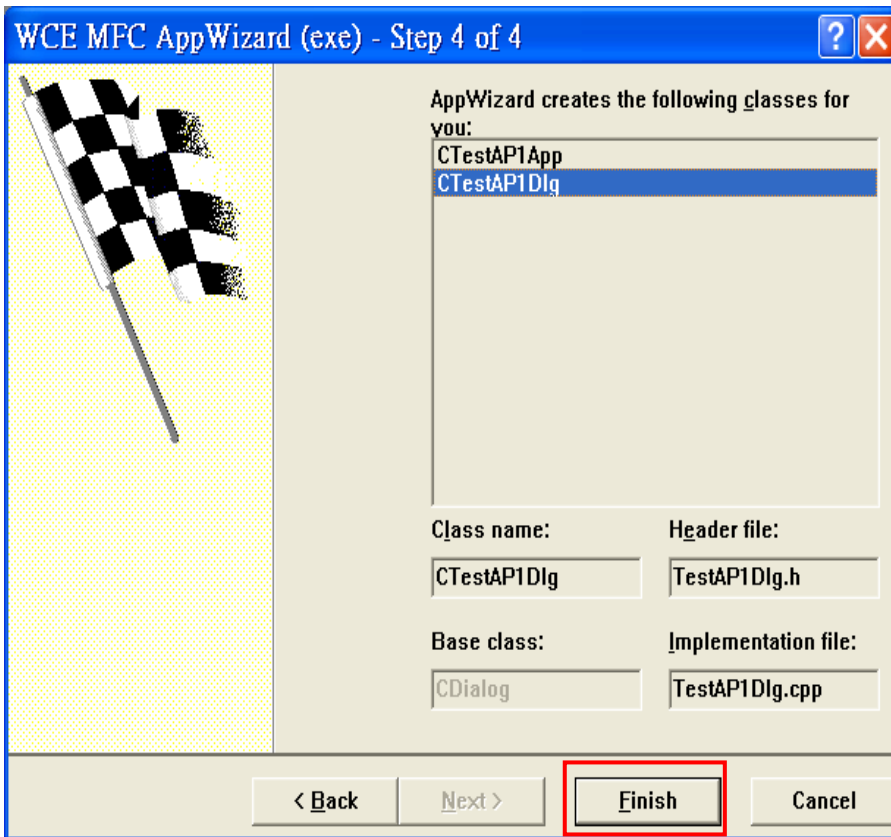 WCE MFC AppWizard (exe) - Step 4 of 4
?
AppWizard creates the following classes for
you:
CTestAP1App
CTestAP1Dlg
Class name:
Header file:
CTestAP1Dlg
TestAP1Dlg.h
Base class:
Implementation file:
CDialog
TestAP1Dlg.cpp
< Back
Next >
Finish
Cancel